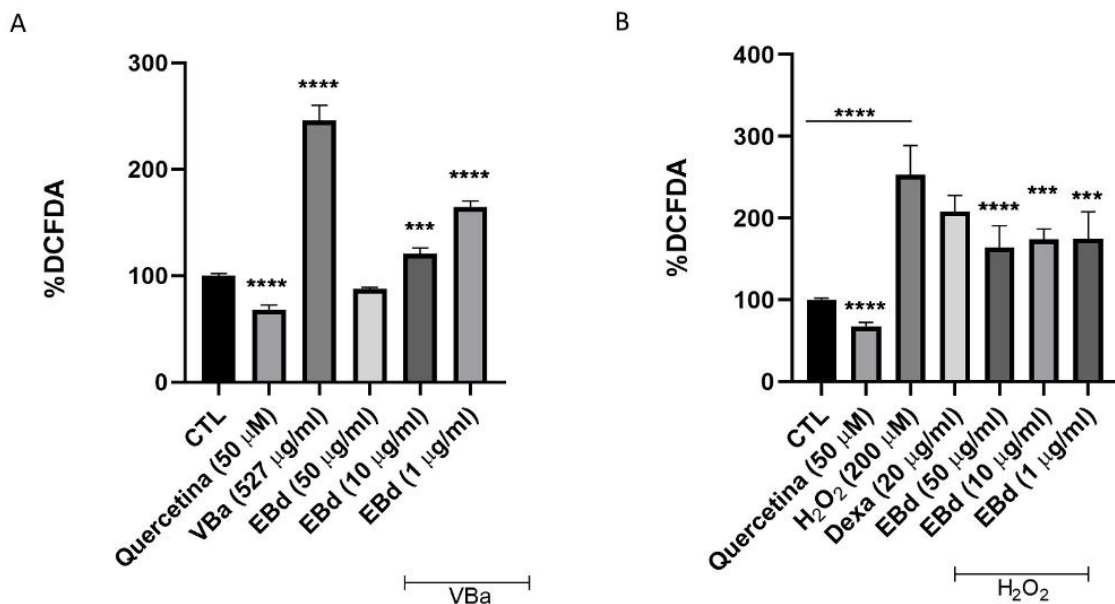 A
%DCFDA
300
200
100
0
****
****
***
****
CTL
Quercetina (50 μM)
VBa (527 μg/ml)
EBd (50 μg/ml)
EBd (10 μg/ml)
EBd (1 μg/ml)
VBa
B
%DCFDA
400
300
200
100
0
****
****
****
***
***
CTL
Quercetina (50 μM)
H₂O₂ (200 μM)
Dexa (20 μg/ml)
EBd (50 μg/ml)
EBd (10 μg/ml)
EBd (1 μg/ml)
H₂O₂